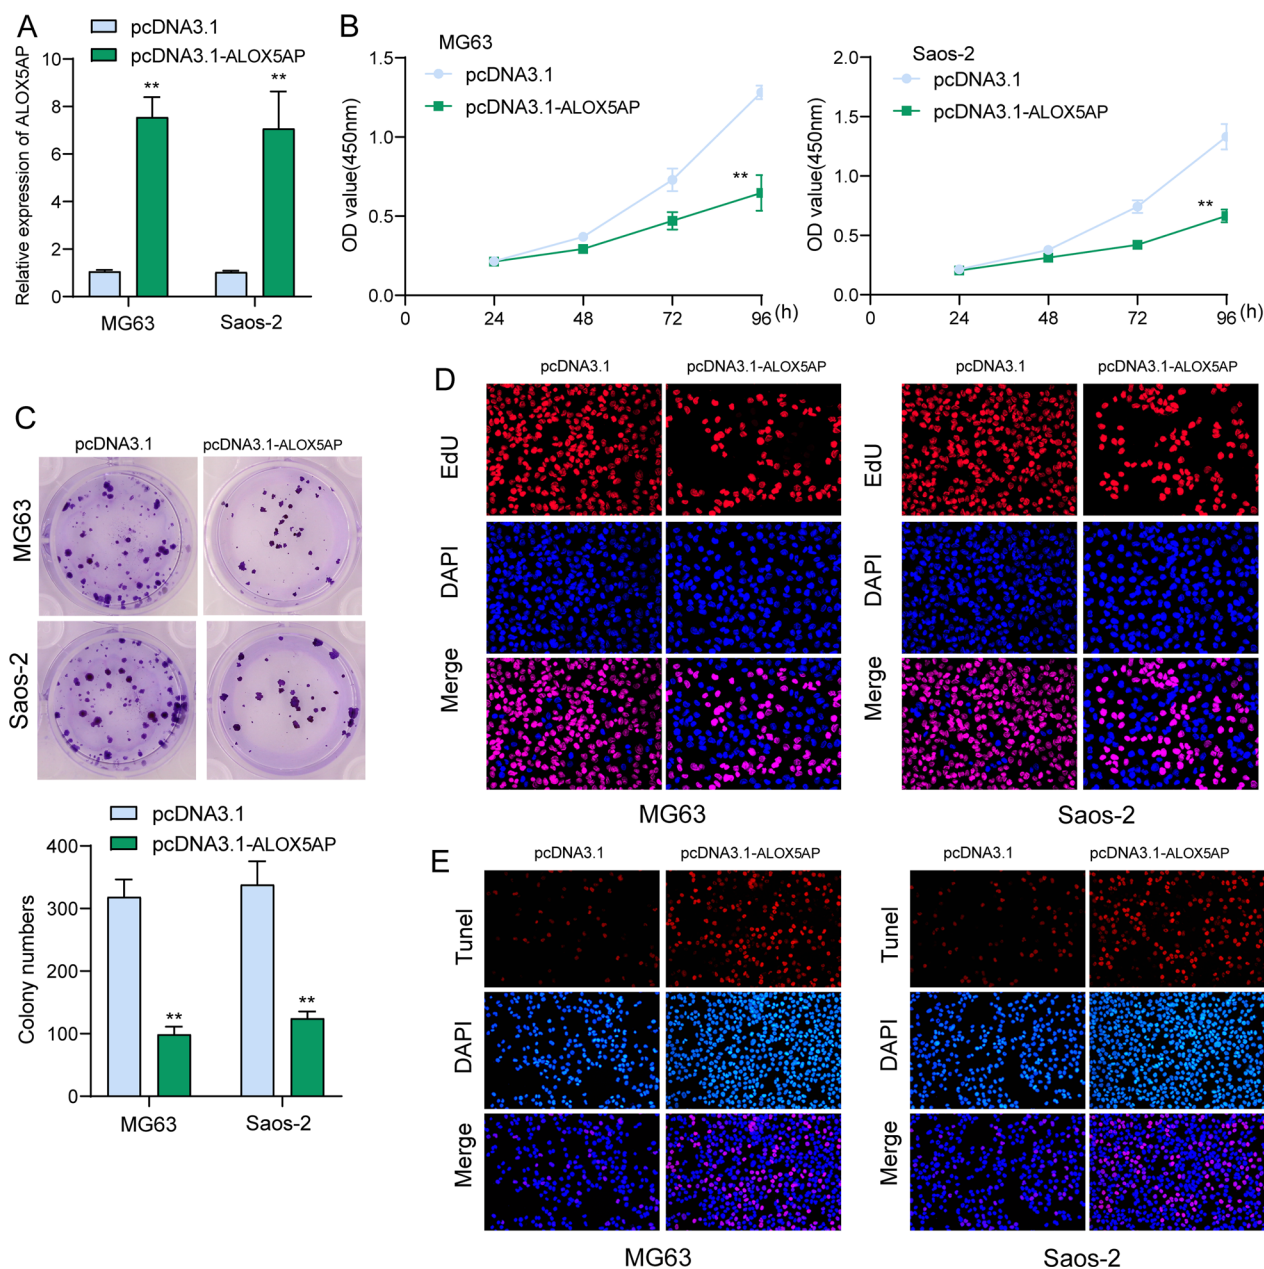 A
pcDNA3.1
pcDNA3.1-ALOX5AP
Relative expression of ALOX5AP
10
8
6
4
2
0
**
**
MG63
Saos-2
B
MG63
pcDNA3.1
pcDNA3.1-ALOX5AP
OD value(450nm)
1.5
1.0
0.5
0.0
**
0
24
48
72
96
(h)
Saos-2
pcDNA3.1
pcDNA3.1-ALOX5AP
OD value(450nm)
2.0
1.5
1.0
0.5
0.0
**
0
24
48
72
96
(h)
C
pcDNA3.1
pcDNA3.1-ALOX5AP
MG63
Saos-2
pcDNA3.1
pcDNA3.1-ALOX5AP
Colony numbers
400
300
200
100
0
**
**
MG63
Saos-2
D
pcDNA3.1
pcDNA3.1-ALOX5AP
EdU
DAPI
Merge
MG63
pcDNA3.1
pcDNA3.1-ALOX5AP
EdU
DAPI
Merge
Saos-2
E
pcDNA3.1
pcDNA3.1-ALOX5AP
Tunel
DAPI
Merge
MG63
pcDNA3.1
pcDNA3.1-ALOX5AP
Tunel
DAPI
Merge
Saos-2